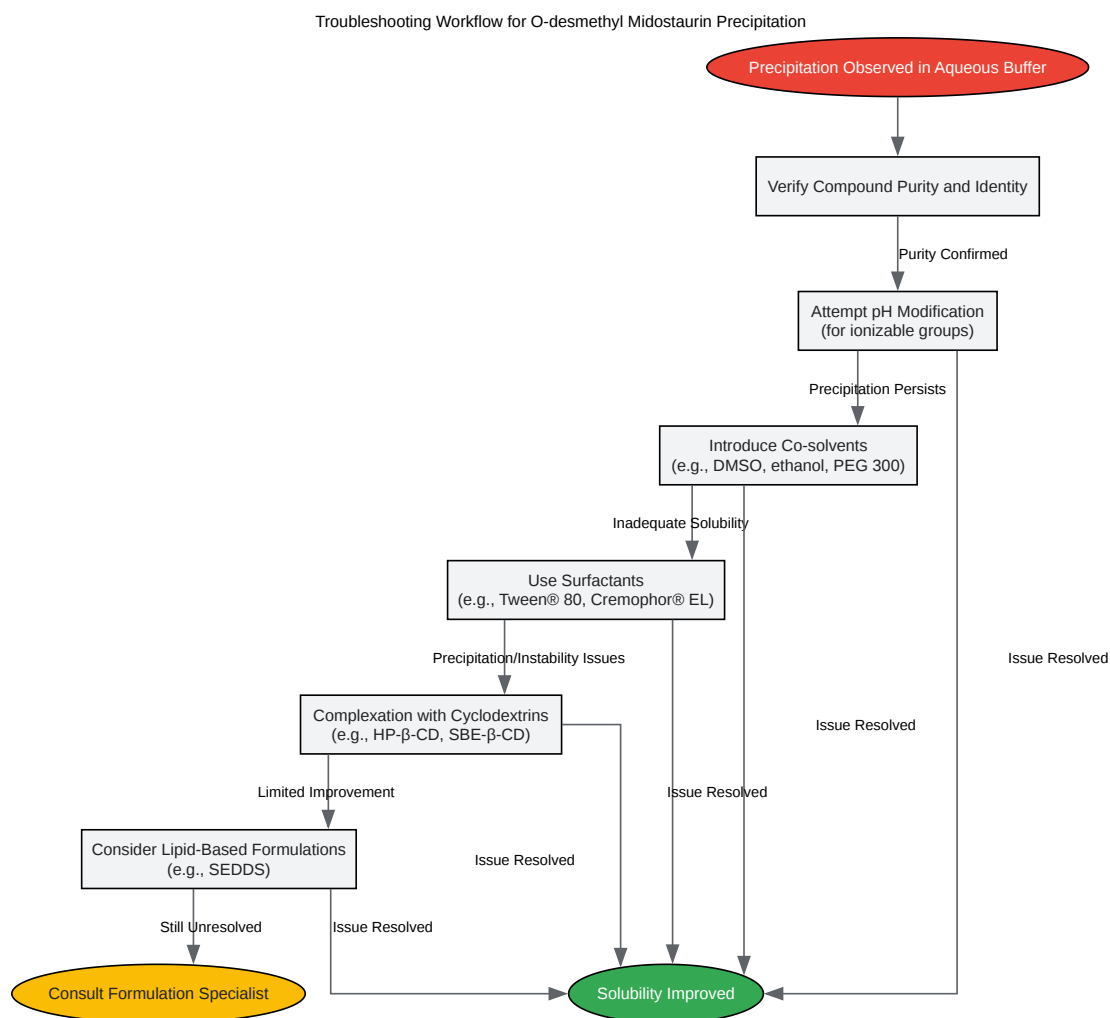 Troubleshooting Workflow for O-desmethyl Midostaurin Precipitation
Precipitation Observed in Aqueous Buffer
Verify Compound Purity and Identity
Purity Confirmed
Attempt pH Modification
(for ionizable groups)
Precipitation Persists
Introduce Co-solvents
(e.g., DMSO, ethanol, PEG 300)
Inadequate Solubility
Use Surfactants
(e.g., Tween® 80, Cremophor® EL)
Precipitation/Instability Issues
Issue Resolved
Complexation with Cyclodextrins
(e.g., HP-β-CD, SBE-β-CD)
Issue Resolved
Limited Improvement
Issue Resolved
Consider Lipid-Based Formulations
(e.g., SEDDS)
Issue Resolved
Still Unresolved
Issue Resolved
Consult Formulation Specialist
Solubility Improved